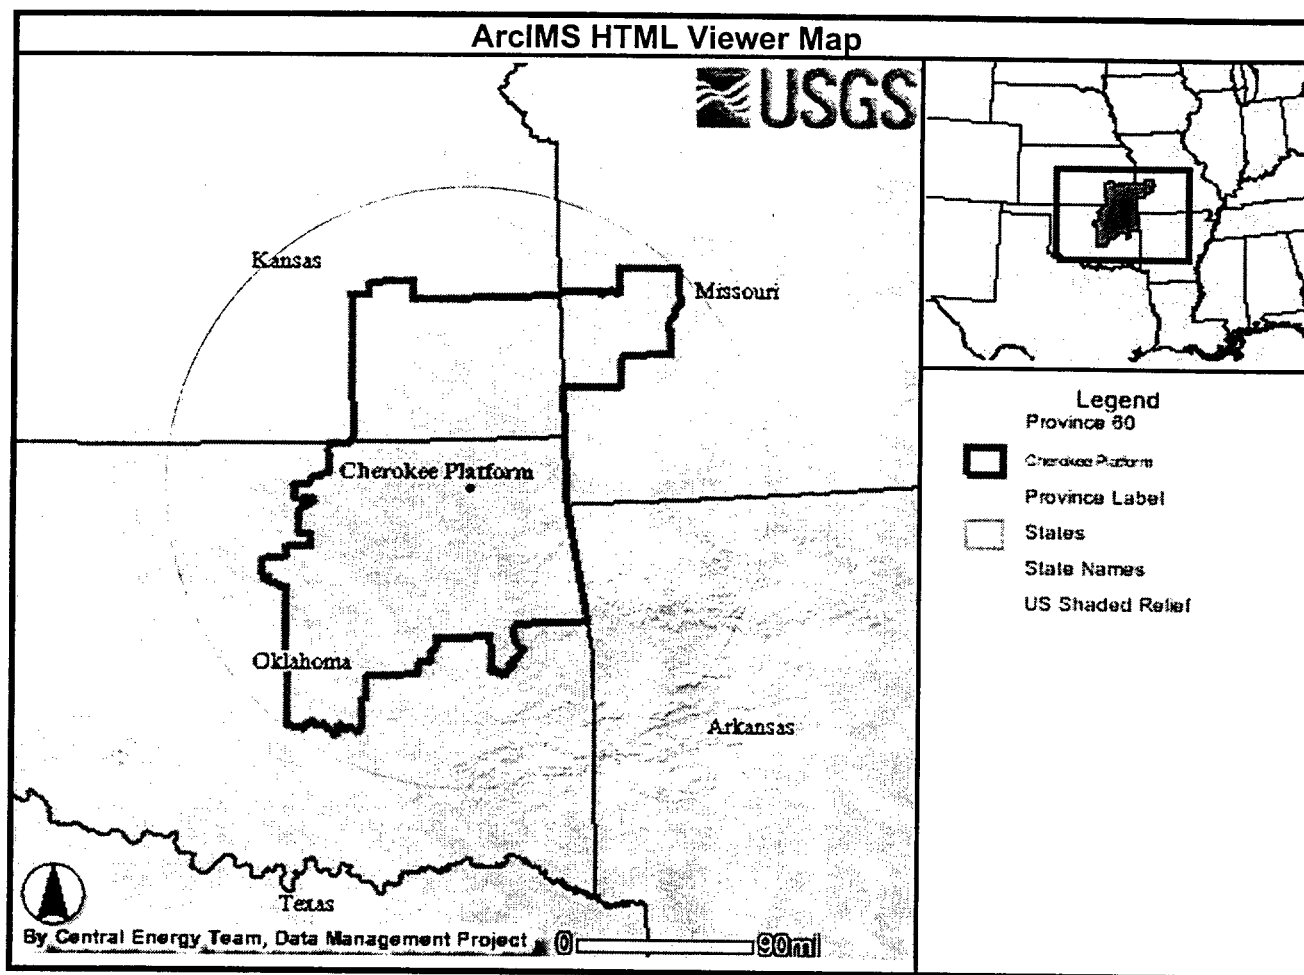 ArcIMS HTML Viewer Map
USGS
Kansas
Missouri
Cherokee Platform
Oklahoma
Arkansas
Texas
By Central Energy Team, Data Management Project
0 90mi
Legend
Province 60
Cherokee Platform
Province Label
States
State Names
US Shaded Relief